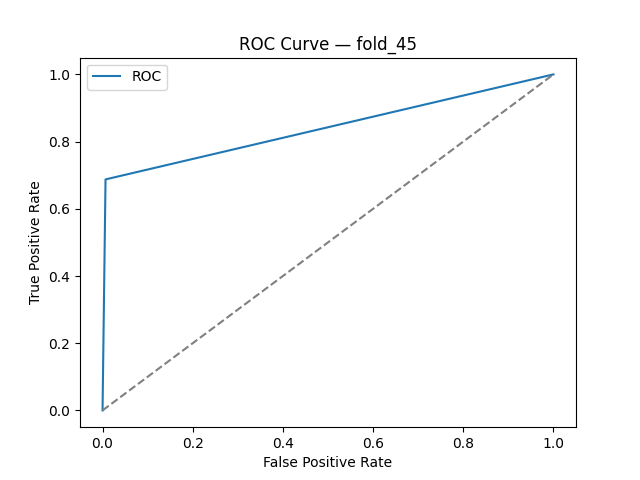 ROC Curve — fold_45
ROC
True Positive Rate
1.0
0.8
0.6
0.4
0.2
0.0
0.0 0.2 0.4 0.6 0.8 1.0
False Positive Rate